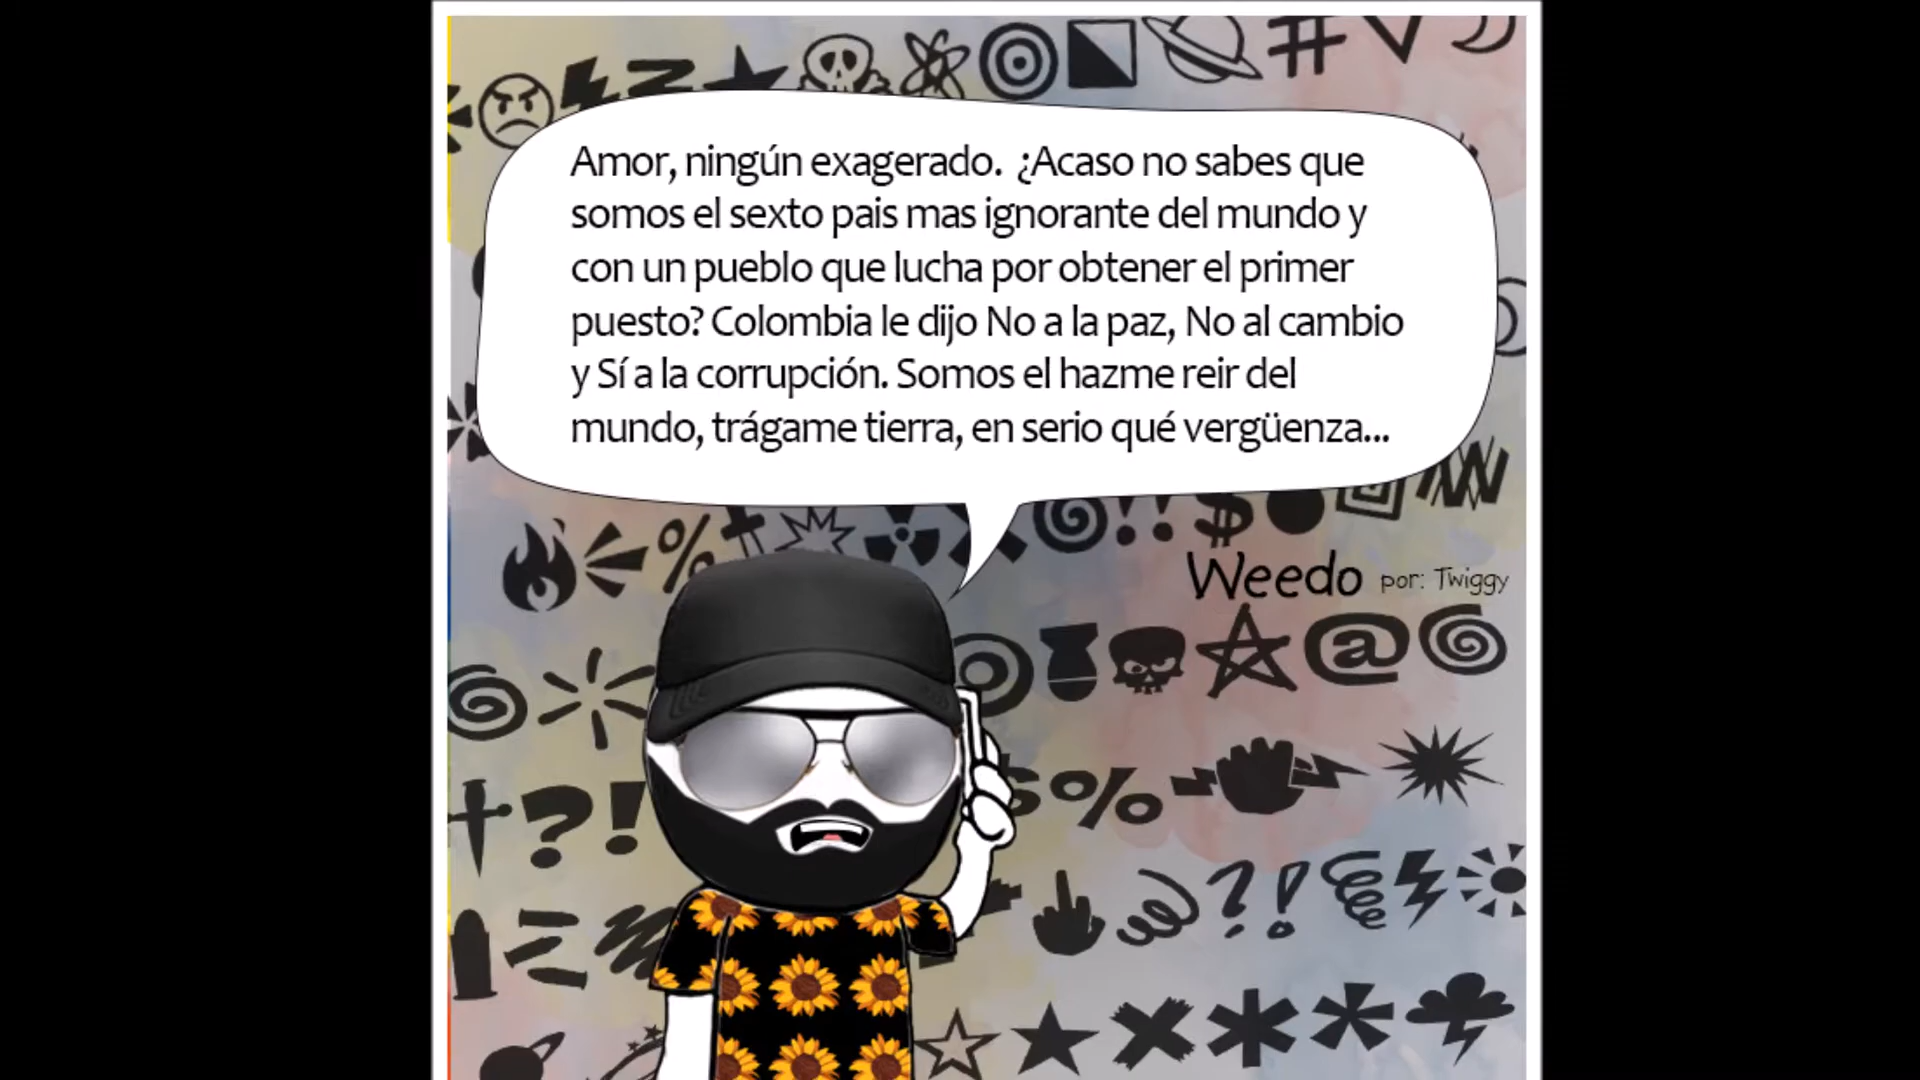 Amor, ningún exagerado. ¿Acaso no sabes que
somos el sexto pais mas ignorante del mundo y
con un pueblo que lucha por obtener el primer
puesto? Colombia le dijo No a la paz, No al cambio
y Sí a la corrupción. Somos el hazme reir del
mundo, trágame tierra, en serio qué vergüenza...
Weedo por: Twiggy